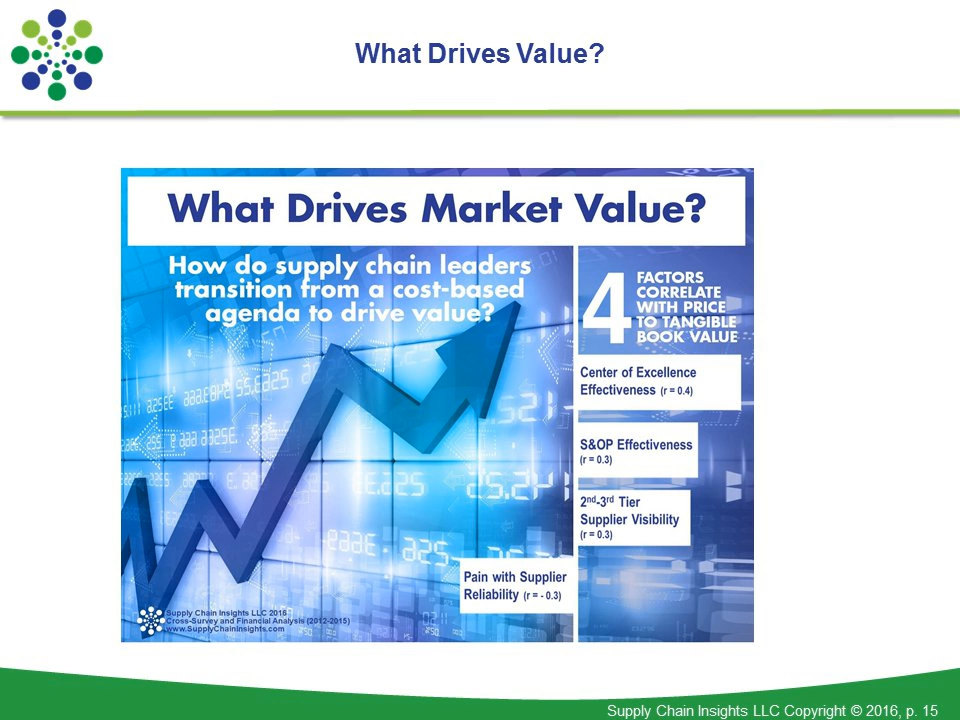 What Drives Value?
What Drives Market Value?
How do supply chain leaders
transition from a cost-based
agenda to drive value?
4
FACTORS
CORRELATE
WITH PRICE
TO TANGIBLE
BOOK VALUE
Center of Excellence
Effectiveness (r = 0.4)
S&OP Effectiveness
(r = 0.3)
2nd-3rd Tier
Supplier Visibility
(r = 0.3)
Pain with Supplier
Reliability (r = - 0.3)
Supply Chain Insights LLC 2016
Cross-Survey and Financial Analysis (2012-2015)
www.SupplyChainInsights.com
Supply Chain Insights LLC Copyright © 2016, p. 15